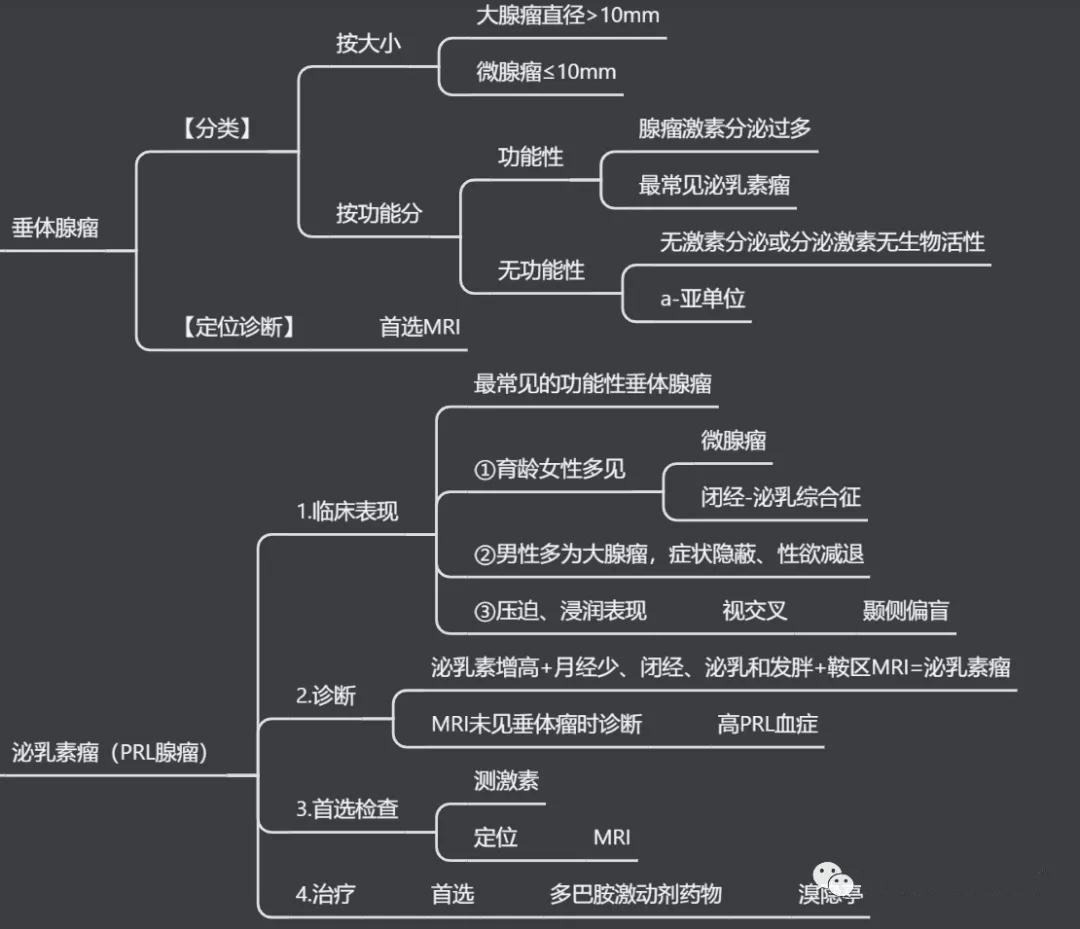 大腺瘤直径>10mm
按大小
微腺瘤≤10mm
【分类】
腺瘤激素分泌过多
功能性
最常见泌乳素瘤
按功能分
垂体腺瘤
无激素分泌或分泌激素无生物活性
无功能性
a-亚单位
【定位诊断】 首选MRI
最常见的功能性垂体腺瘤
微腺瘤
①育龄女性多见
闭经-泌乳综合征
1.临床表现
②男性多为大腺瘤，症状隐蔽、性欲减退
③压迫、浸润表现 视交叉 颞侧偏盲
泌乳素增高+月经少、闭经、泌乳和发胖+鞍区MRI=泌乳素瘤
2.诊断
MRI未见垂体瘤时诊断 高PRL血症
泌乳素瘤（PRL腺瘤）
测激素
3.首选检查
定位 MRI
4.治疗 首选 多巴胺激动剂药物 溴隐亭